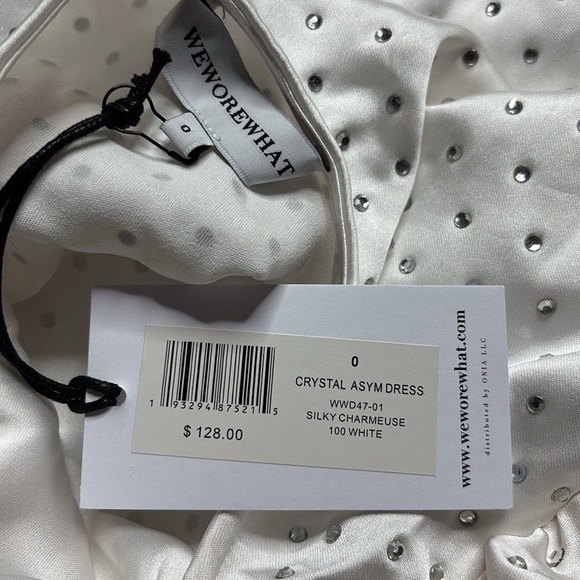 WEWOREWHAT
0
0
CRYSTAL ASYM DRESS
WWD47-01
SILKY CHARMEUSE
100 WHITE
1 93294 87521 5
$ 128.00
www.weworewhat.com
distributed by ONIA LLC